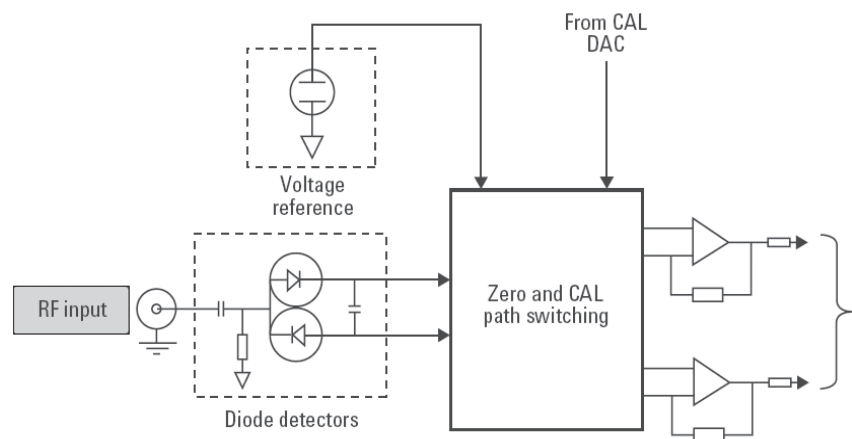 From CAL
DAC
Voltage
reference
RF input
Zero and CAL
path switching
Diode detectors